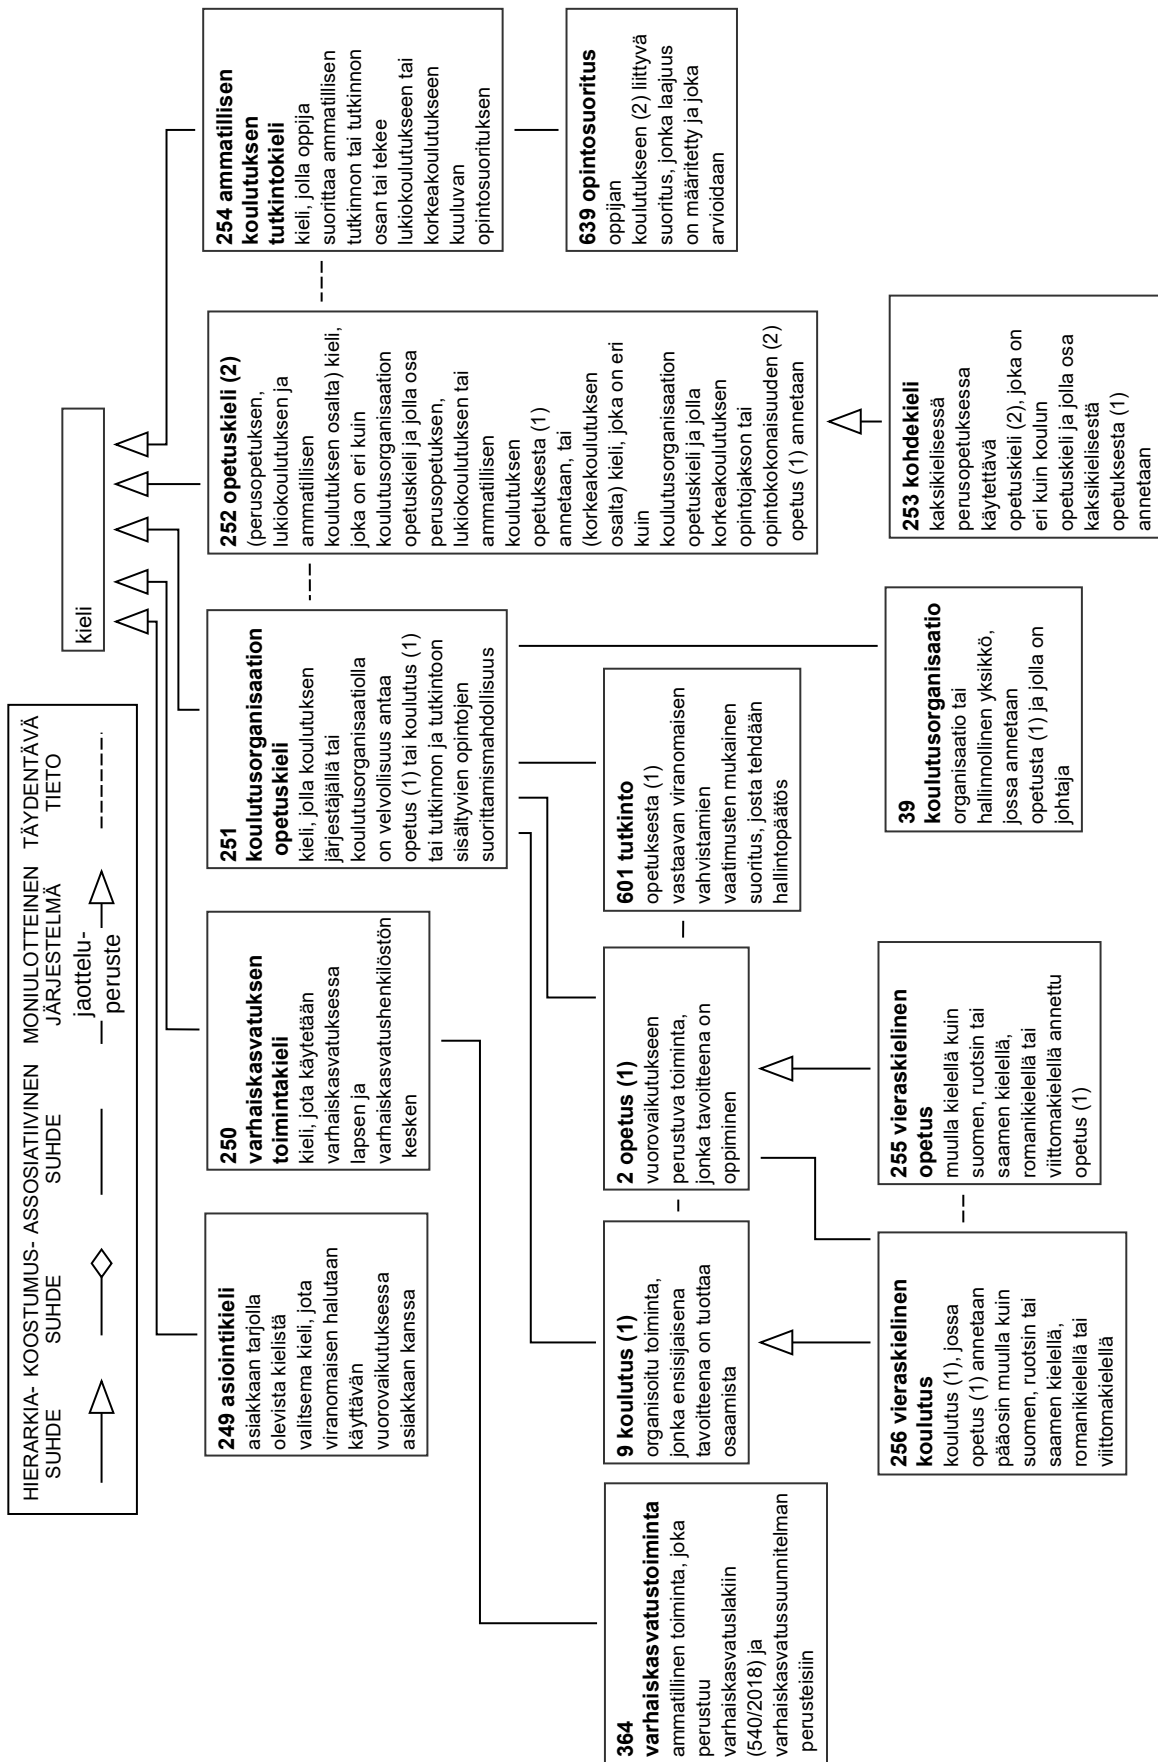 HIERARKIA- KOOSTUMUS- ASSOSIATIIVINEN MONIULOTTEINEN TÄYDENTÄVÄ
SUHDE SUHDE SUHDE JÄRJESTELMÄ TIETO
jaottelu-
peruste
kieli
249 asiointikieli
asiakkaan tarjolla
olevista kielistä
valitsema kieli, jota
viranomaisen halutaan
käyttävän
vuorovaikutuksessa
asiakkaan kanssa
250
varhaiskasvatuksen
toimintakieli
kieli, jota käytetään
varhaiskasvatuksessa
lapsen ja
varhaiskasvatushenkilöstön
kesken
251
koulutusorganisaation
opetuskieli
kieli, jolla koulutuksen
järjestäjällä tai
koulutusorganisaatiolla
on velvollisuus antaa
opetus (1) tai koulutus (1)
tai tutkinnon ja tutkintoon
sisältyvien opintojen
suorittamismahdollisuus
252 opetuskieli (2)
(perusopetuksen,
lukiokoulutuksen ja
ammatillisen
koulutuksen osalta) kieli,
joka on eri kuin
koulutusorganisaation
opetuskieli ja jolla osa
perusopetuksen,
lukiokoulutuksen tai
ammatillisen
koulutuksen
opetuksesta (1)
annetaan, tai
(korkeakoulutuksen
osalta) kieli, joka on eri
kuin
koulutusorganisaation
opetuskieli ja jolla
korkeakoulutuksen
opintojakson tai
opintokokonaisuuden (2)
opetus (1) annetaan
254 ammatillisen
koulutuksen
tutkintokieli
kieli, jolla oppija
suorittaa ammatillisen
tutkinnon tai tutkinnon
osan tai tekee
lukiokoulutukseen tai
korkeakoulutukseen
kuuluvan
opintosuorituksen
364
varhaiskasvatustoiminta
ammatillinen toiminta, joka
perustuu
varhaiskasvatuslakiin
(540/2018) ja
varhaiskasvatussuunnitelman
perusteisiin
9 koulutus (1)
organisoitu toiminta,
jonka ensisijaisena
tavoitteena on tuottaa
osaamista
2 opetus (1)
vuorovaikutukseen
perustuva toiminta,
jonka tavoitteena on
oppiminen
601 tutkinto
opetuksesta (1)
vastaavan viranomaisen
vahvistamien
vaatimusten mukainen
suoritus, josta tehdään
hallintopäätös
639 opintosuoritus
oppijan
koulutukseen (2) liittyvä
suoritus, jonka laajuus
on määritetty ja joka
arvioidaan
256 vieraskielinen
koulutus
koulutus (1), jossa
opetus (1) annetaan
pääosin muulla kuin
suomen, ruotsin tai
saamen kielellä,
romanikielellä tai
viittomakielellä
255 vieraskielinen
opetus
muulla kielellä kuin
suomen, ruotsin tai
saamen kielellä,
romanikielellä tai
viittomakielellä annettu
opetus (1)
39
koulutusorganisaatio
organisaatio tai
hallinnollinen yksikkö,
jossa annetaan
opetusta (1) ja jolla on
johtaja
253 kohdekieli
kaksikielisessä
perusopetuksessa
käytettävä
opetuskieli (2), joka on
eri kuin koulun
opetuskieli ja jolla osa
kaksikielisestä
opetuksesta (1)
annetaan